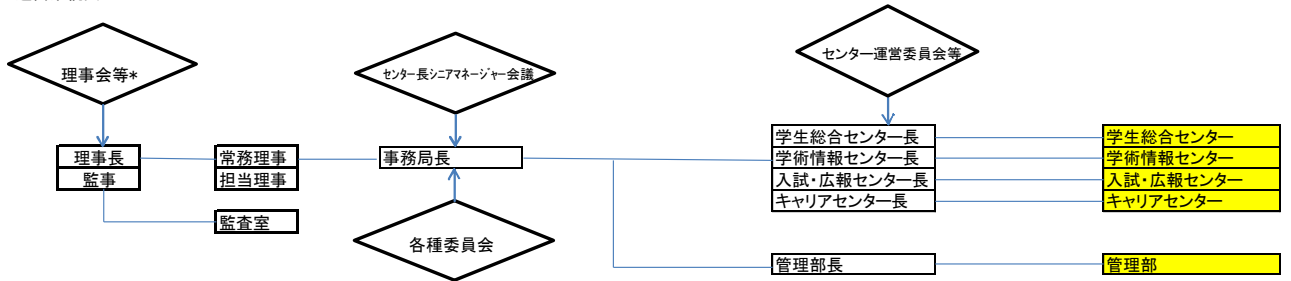 理事会等*
センター長シニアマネージャー会議
センター運営委員会等
理事長
監事
常務理事
担当理事
監査室
事務局長
各種委員会
学生総合センター長
学術情報センター長
入試・広報センター長
キャリアセンター長
管理部長
学生総合センター
学術情報センター
入試・広報センター
キャリアセンター
管理部